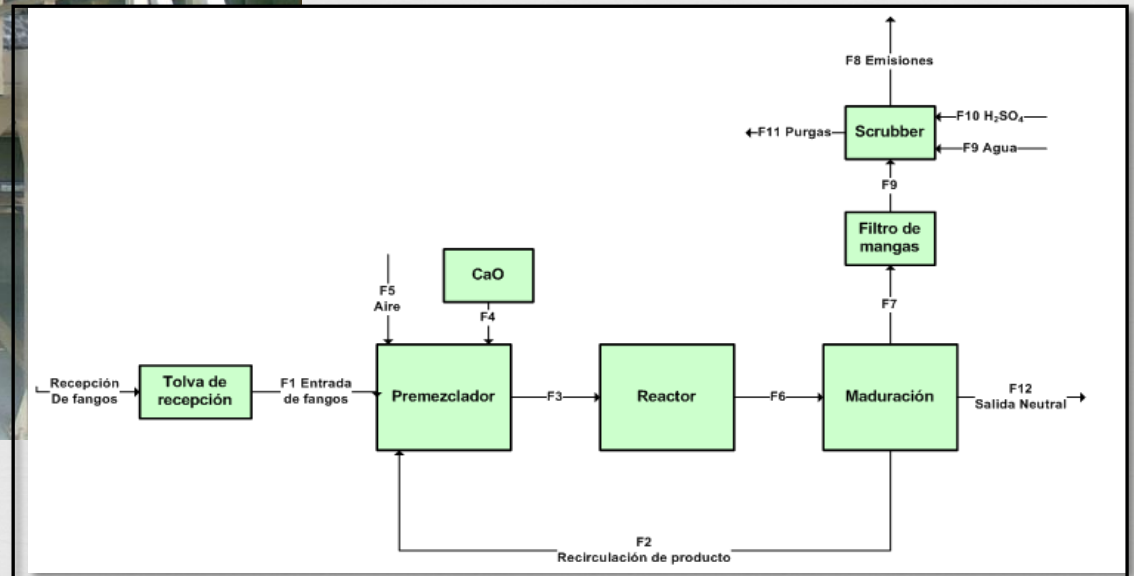 F8 Emisiones
F10 H₂SO₄
Scrubber
F11 Purgas
F9 Agua
F9
Filtro de
mangas
CaO
F5
Aire
F4
F7
Recepción
De fangos
Tolva de
recepción
F1 Entrada
de fangos
Premezclador
F3
Reactor
F6
Maduración
F12
Salida Neutral
F2
Recirculación de producto